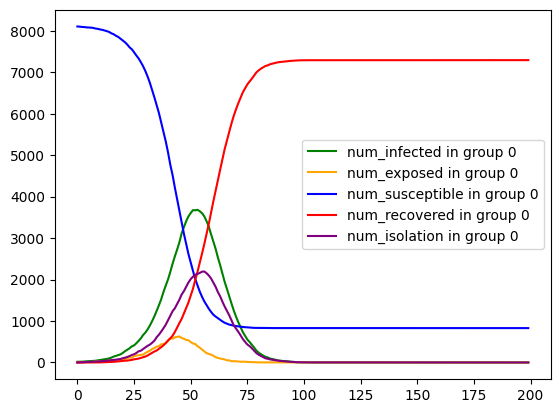 8000
7000
6000
5000
4000
3000
2000
1000
0
num_infected in group 0
num_exposed in group 0
num_susceptible in group 0
num_recovered in group 0
num_isolation in group 0
0 25 50 75 100 125 150 175 200